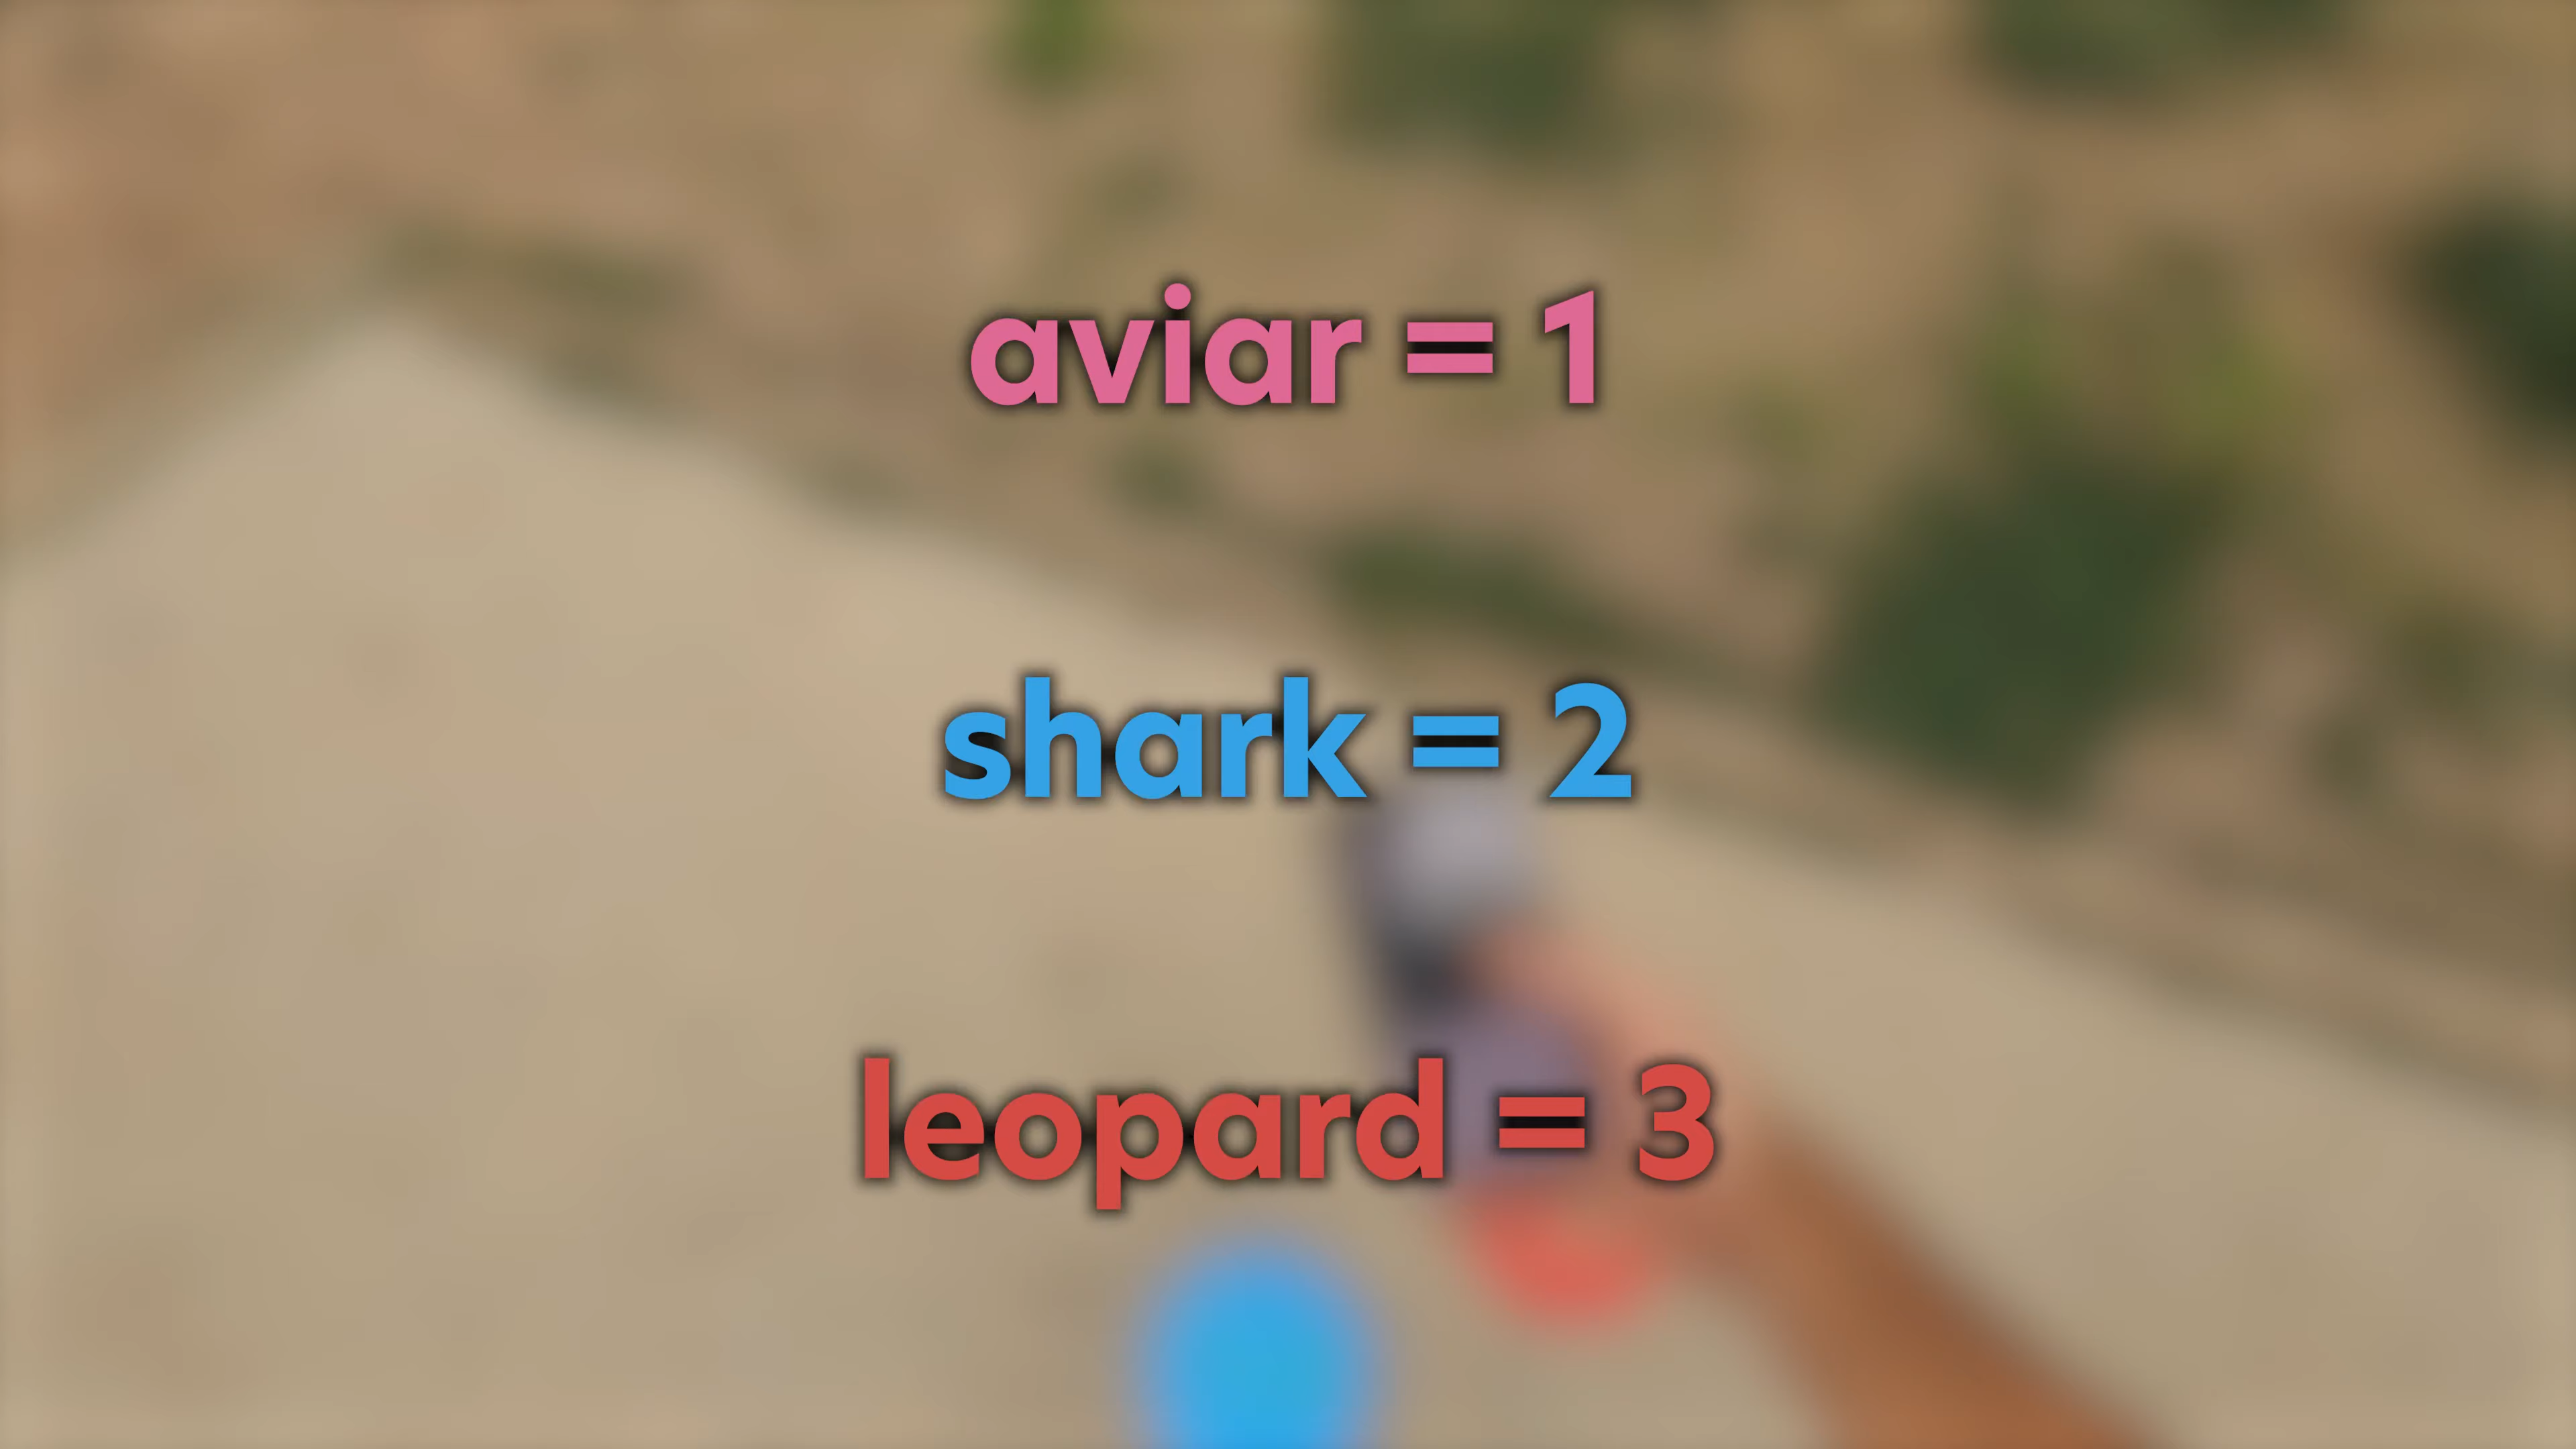 aviar = 1
shark = 2
leopard = 3